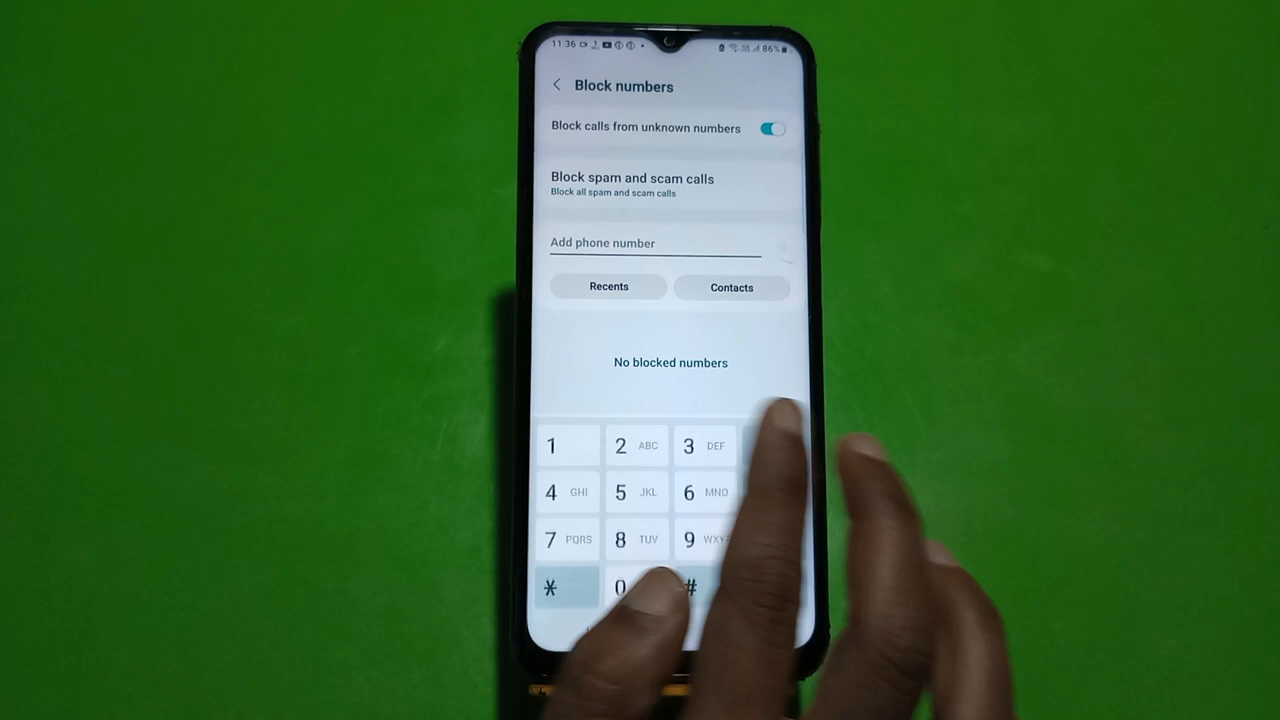 11:36 86%
Block numbers
Block calls from unknown numbers
Block spam and scam calls
Block all spam and scam calls
Add phone number
Recents Contacts
No blocked numbers
1 2 ABC 3 DEF
4 GHI 5 JKL 6 MNO
7 PQRS 8 TUV 9 WXY
* 0 #